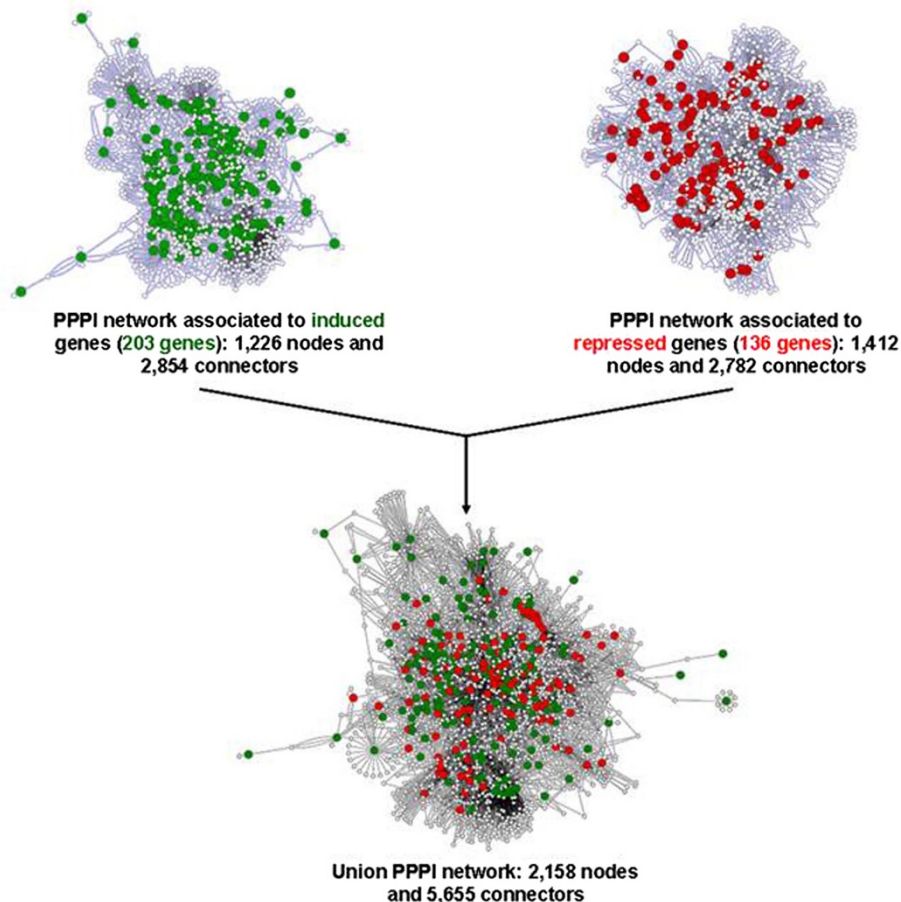 PPPI network associated to induced
genes (203 genes): 1,226 nodes and
2,854 connectors
PPPI network associated to
repressed genes (136 genes): 1,412
nodes and 2,782 connectors
Union PPPI network: 2,158 nodes
and 5,655 connectors